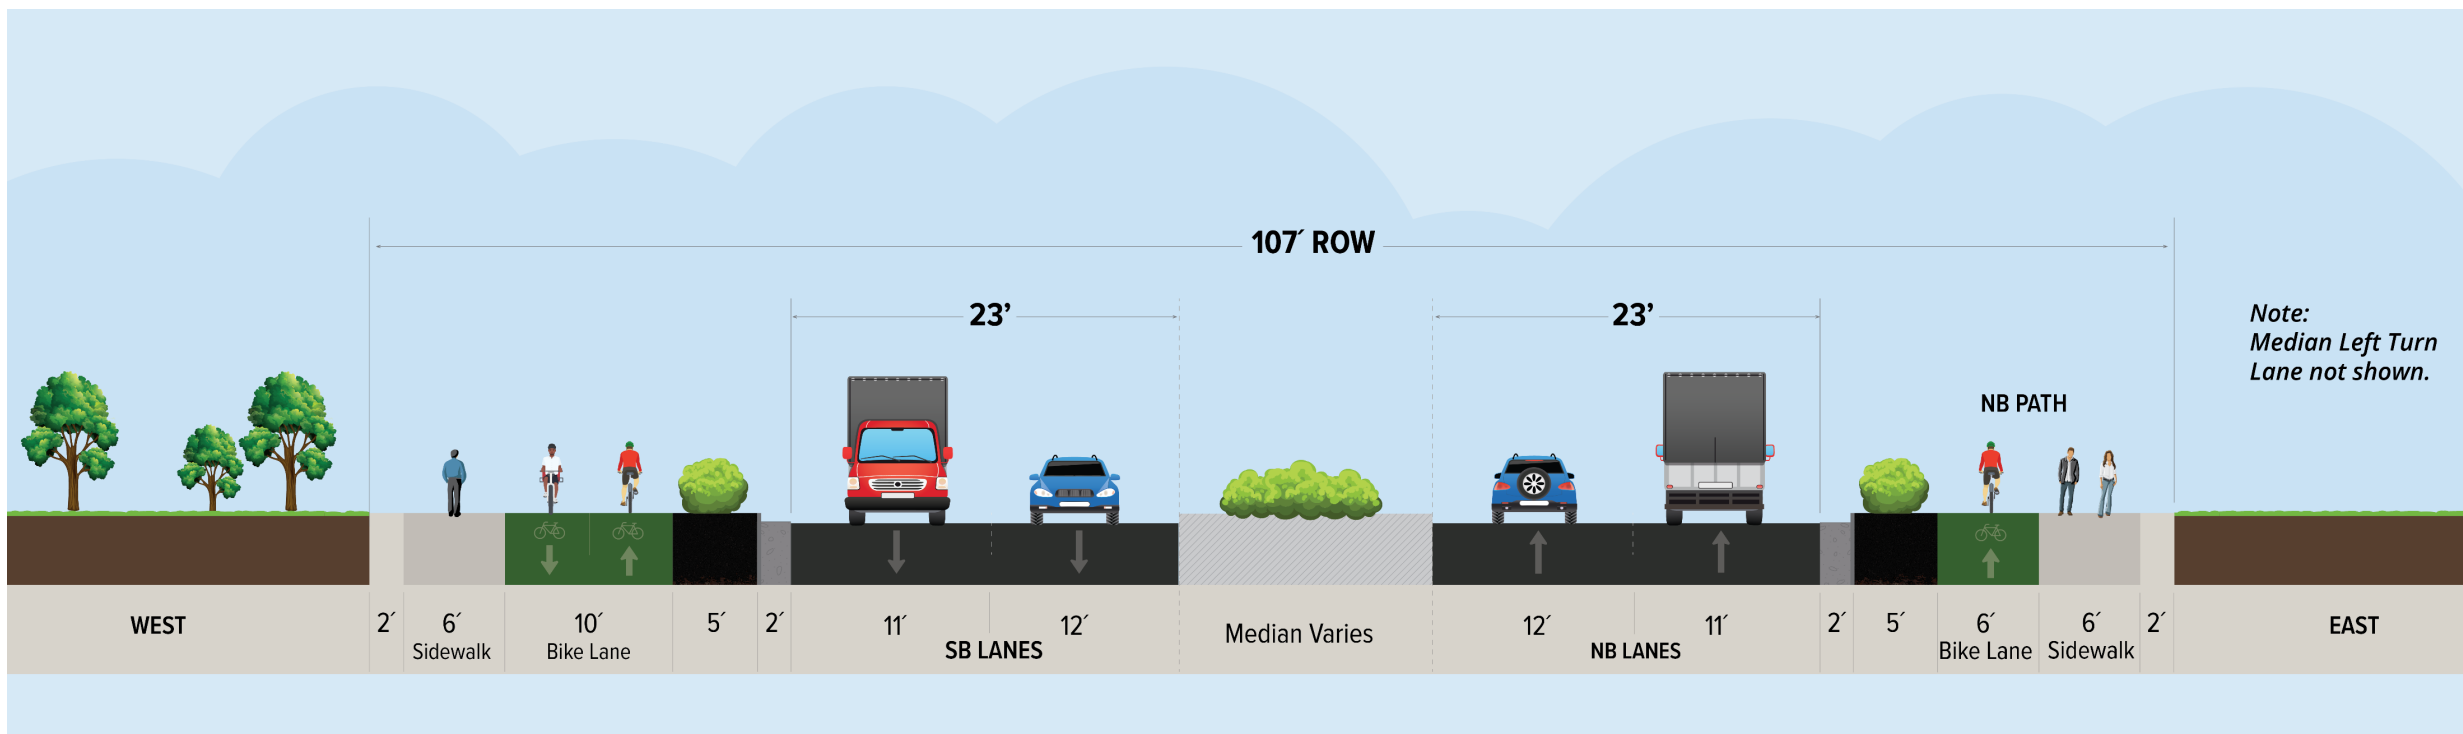 107´ ROW
23’
23’
Note:
Median Left Turn
Lane not shown.
NB PATH
WEST
2´
6´
Sidewalk
10´
Bike Lane
5´
2´
11´
12´
SB LANES
Median Varies
12´
11´
NB LANES
2´
5´
6´
Bike Lane
6´
Sidewalk
2´
EAST